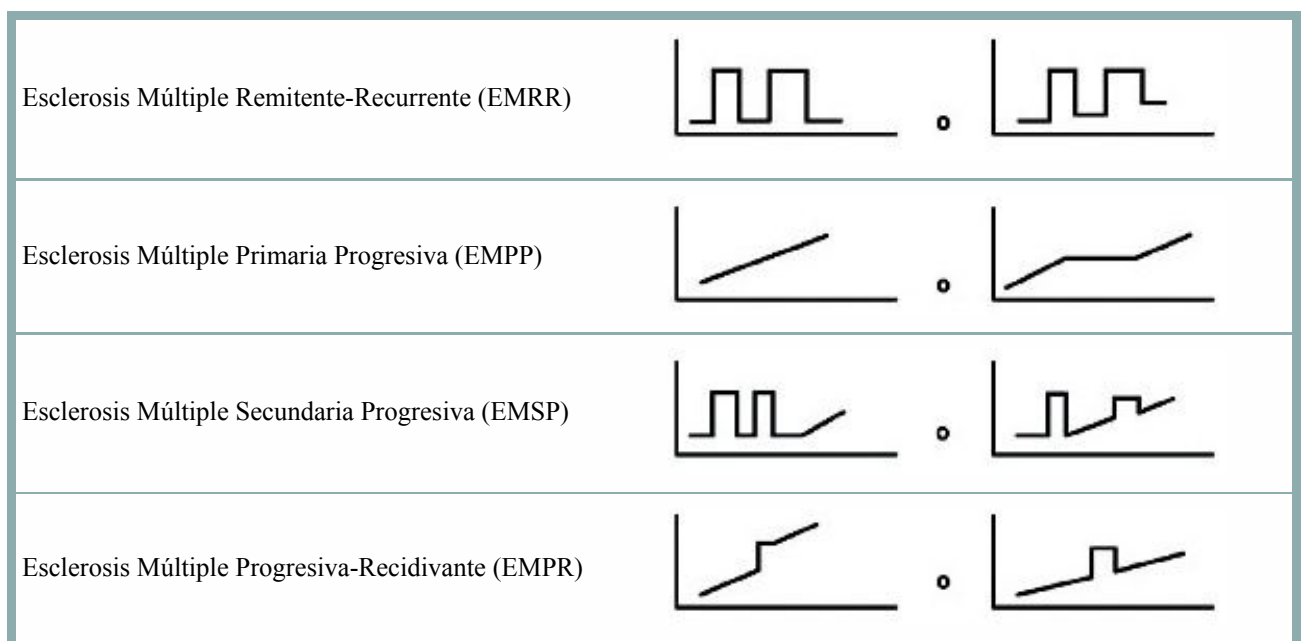 Esclerosis Múltiple Remitente-Recurrente (EMRR)
o
Esclerosis Múltiple Primaria Progresiva (EMPP)
o
Esclerosis Múltiple Secundaria Progresiva (EMSP)
o
Esclerosis Múltiple Progresiva-Recidivante (EMPR)
o